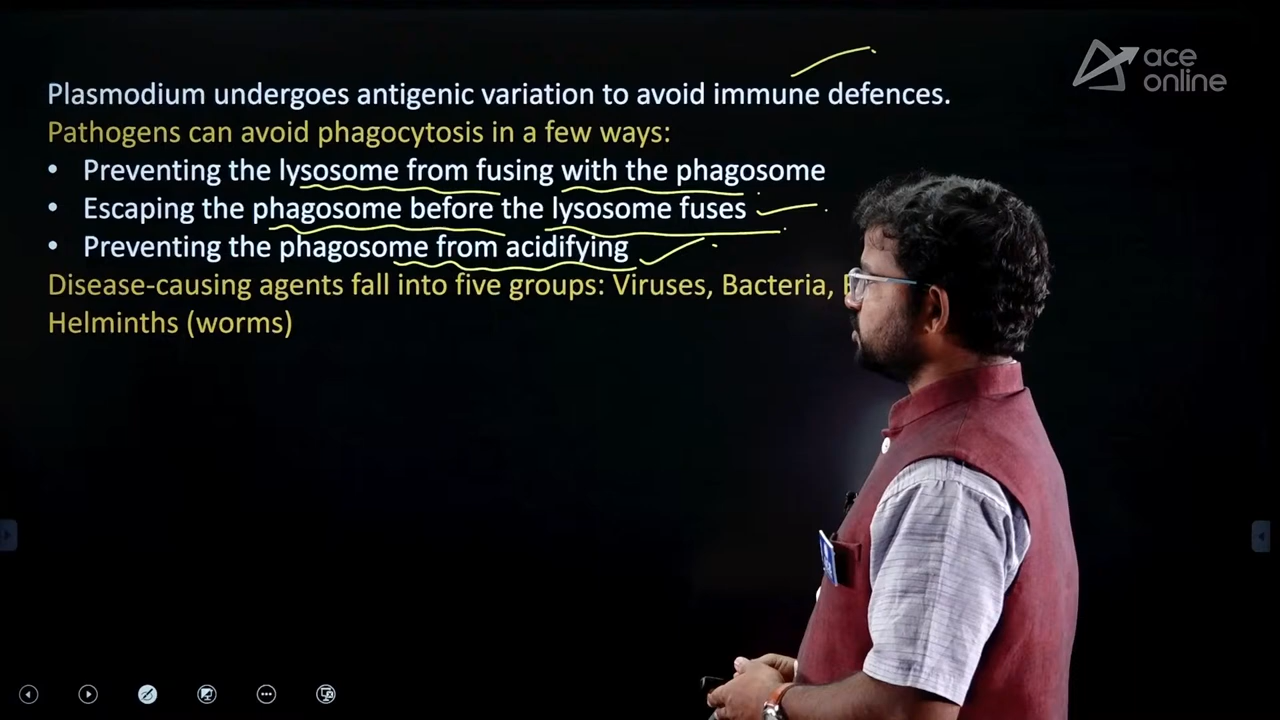 ace
online
Plasmodium undergoes antigenic variation to avoid immune defences.
Pathogens can avoid phagocytosis in a few ways:
• Preventing the lysosome from fusing with the phagosome
• Escaping the phagosome before the lysosome fuses
• Preventing the phagosome from acidifying
Disease-causing agents fall into five groups: Viruses, Bacteria,
Helminths (worms)